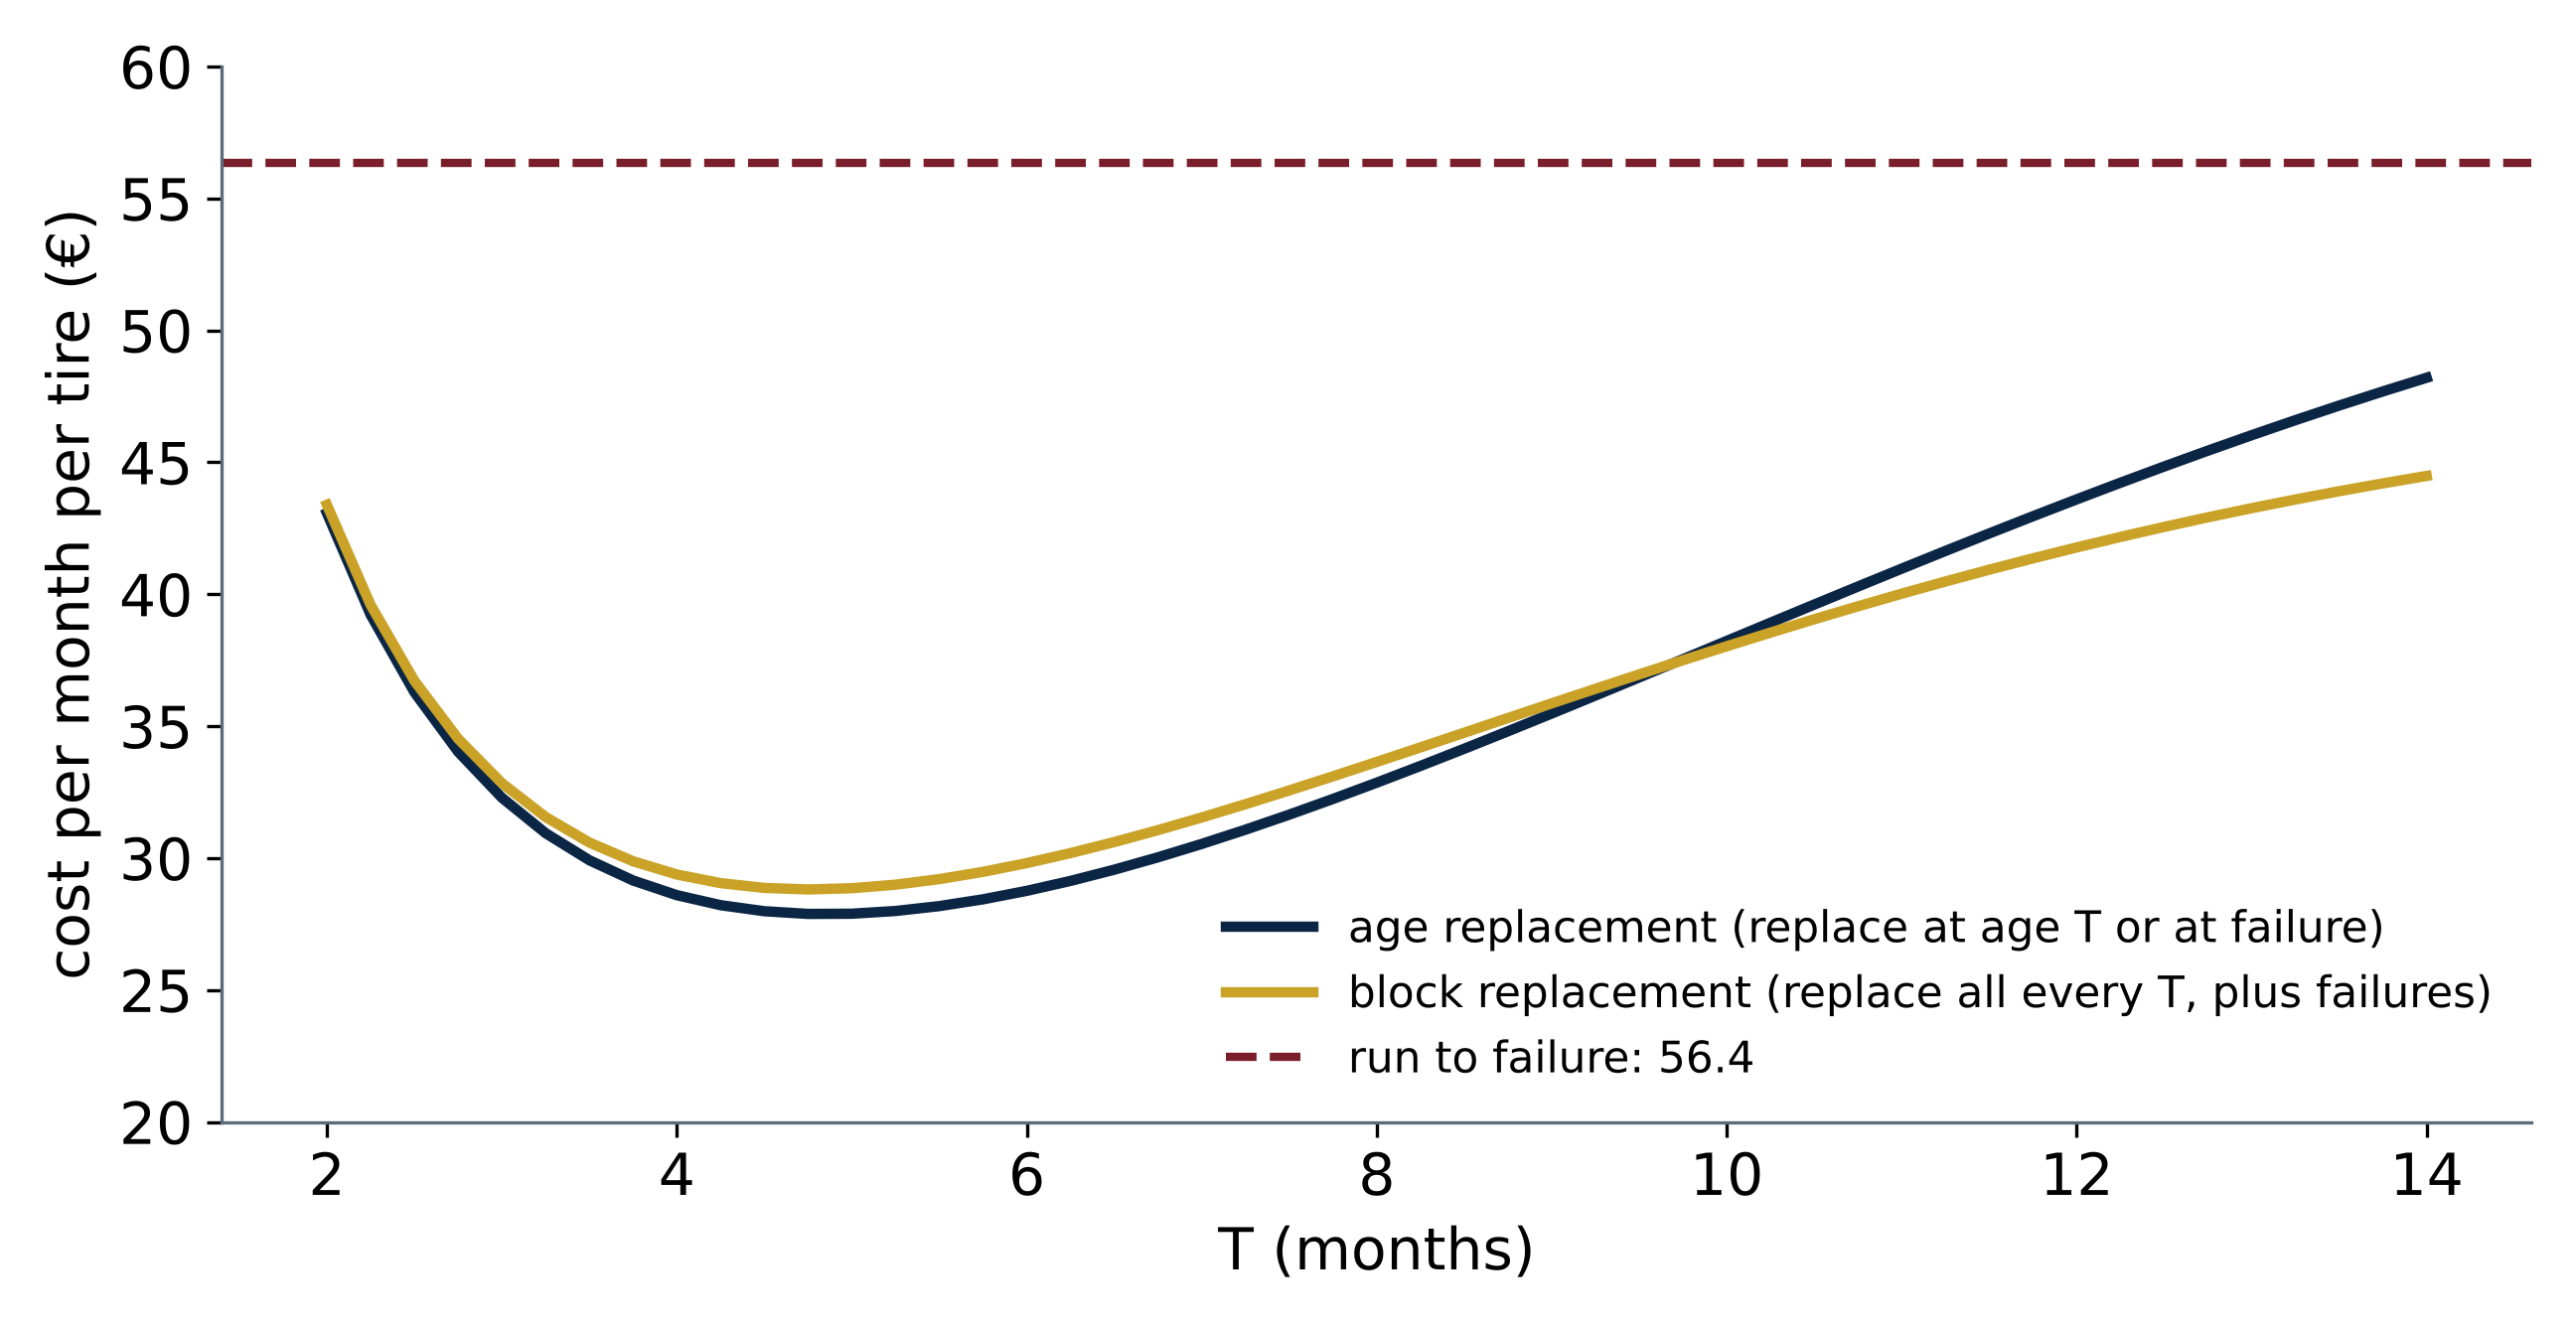 60
55
50
45
40
35
30
25
20
cost per month per tire (€)
age replacement (replace at age T or at failure)
block replacement (replace all every T, plus failures)
run to failure: 56.4
2 4 6 8 10 12 14
T (months)